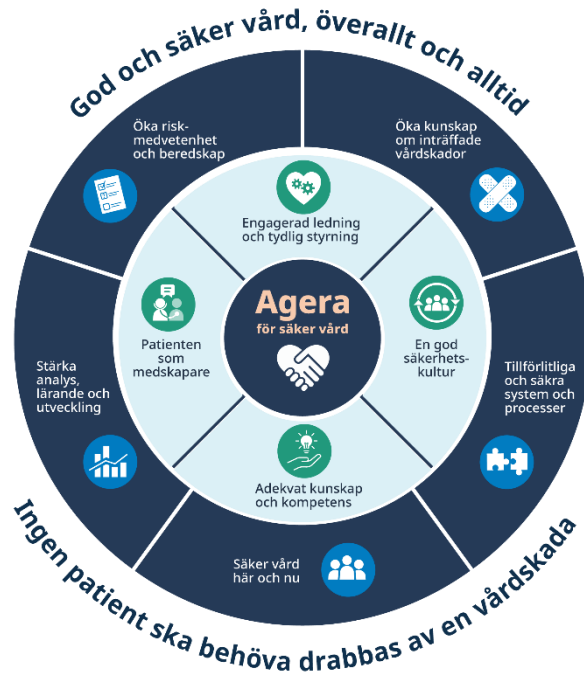 God och säker vård, överallt och alltid
Öka risk-
medvetenhet
och beredskap
Öka kunskap
om inträffade
vårdskador
Engagerad ledning
och tydlig styrning
Agera
för säker vård
Patienten
som
medskapare
En god
säkerhets-
kultur
Stärka
analys,
lärande och
utveckling
Tillförlitliga
och säkra
system och
processer
Adekvat kunskap
och kompetens
Säker vård
här och nu
Ingen patient ska behöva drabbas av en vårdskada